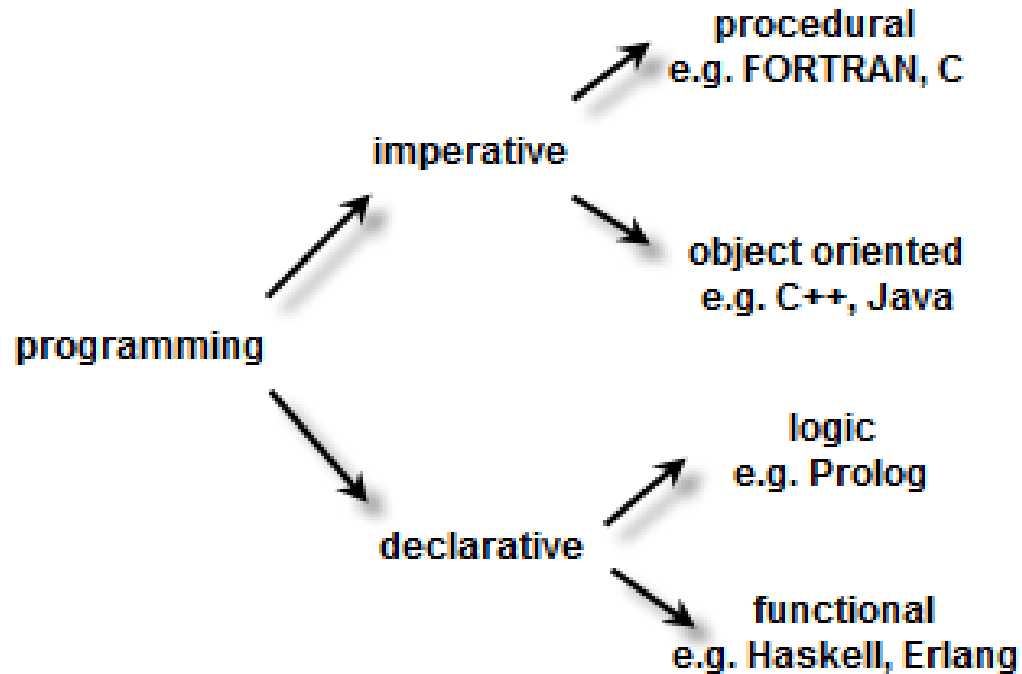 procedural
e.g. FORTRAN, C
imperative
object oriented
e.g. C++, Java
programming
logic
e.g. Prolog
declarative
functional
e.g. Haskell, Erlang